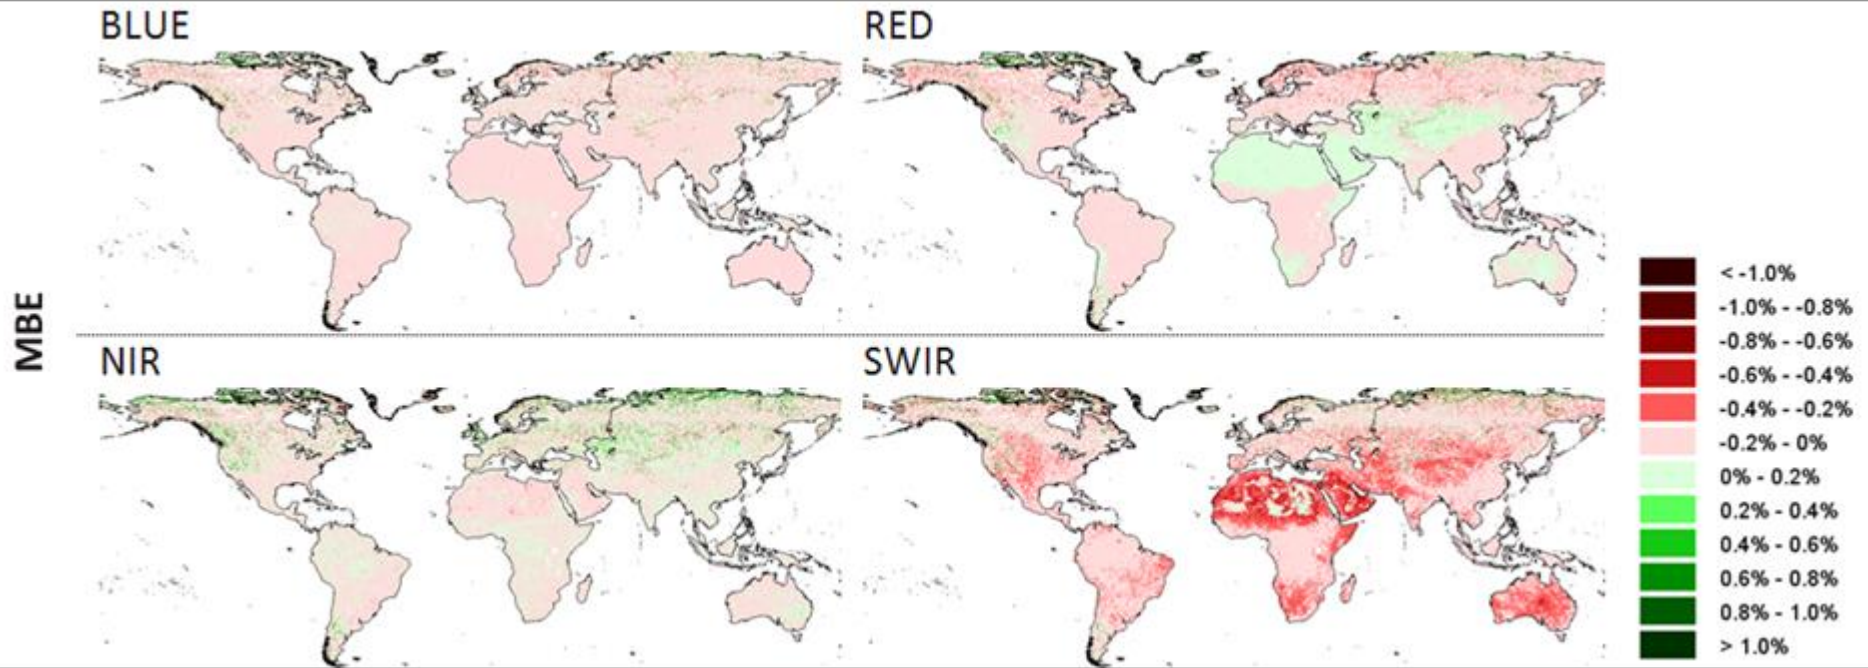 BLUE
RED
MBE
NIR
SWIR
< -1.0%
-1.0% - -0.8%
-0.8% - -0.6%
-0.6% - -0.4%
-0.4% - -0.2%
-0.2% - 0%
0% - 0.2%
0.2% - 0.4%
0.4% - 0.6%
0.6% - 0.8%
0.8% - 1.0%
> 1.0%